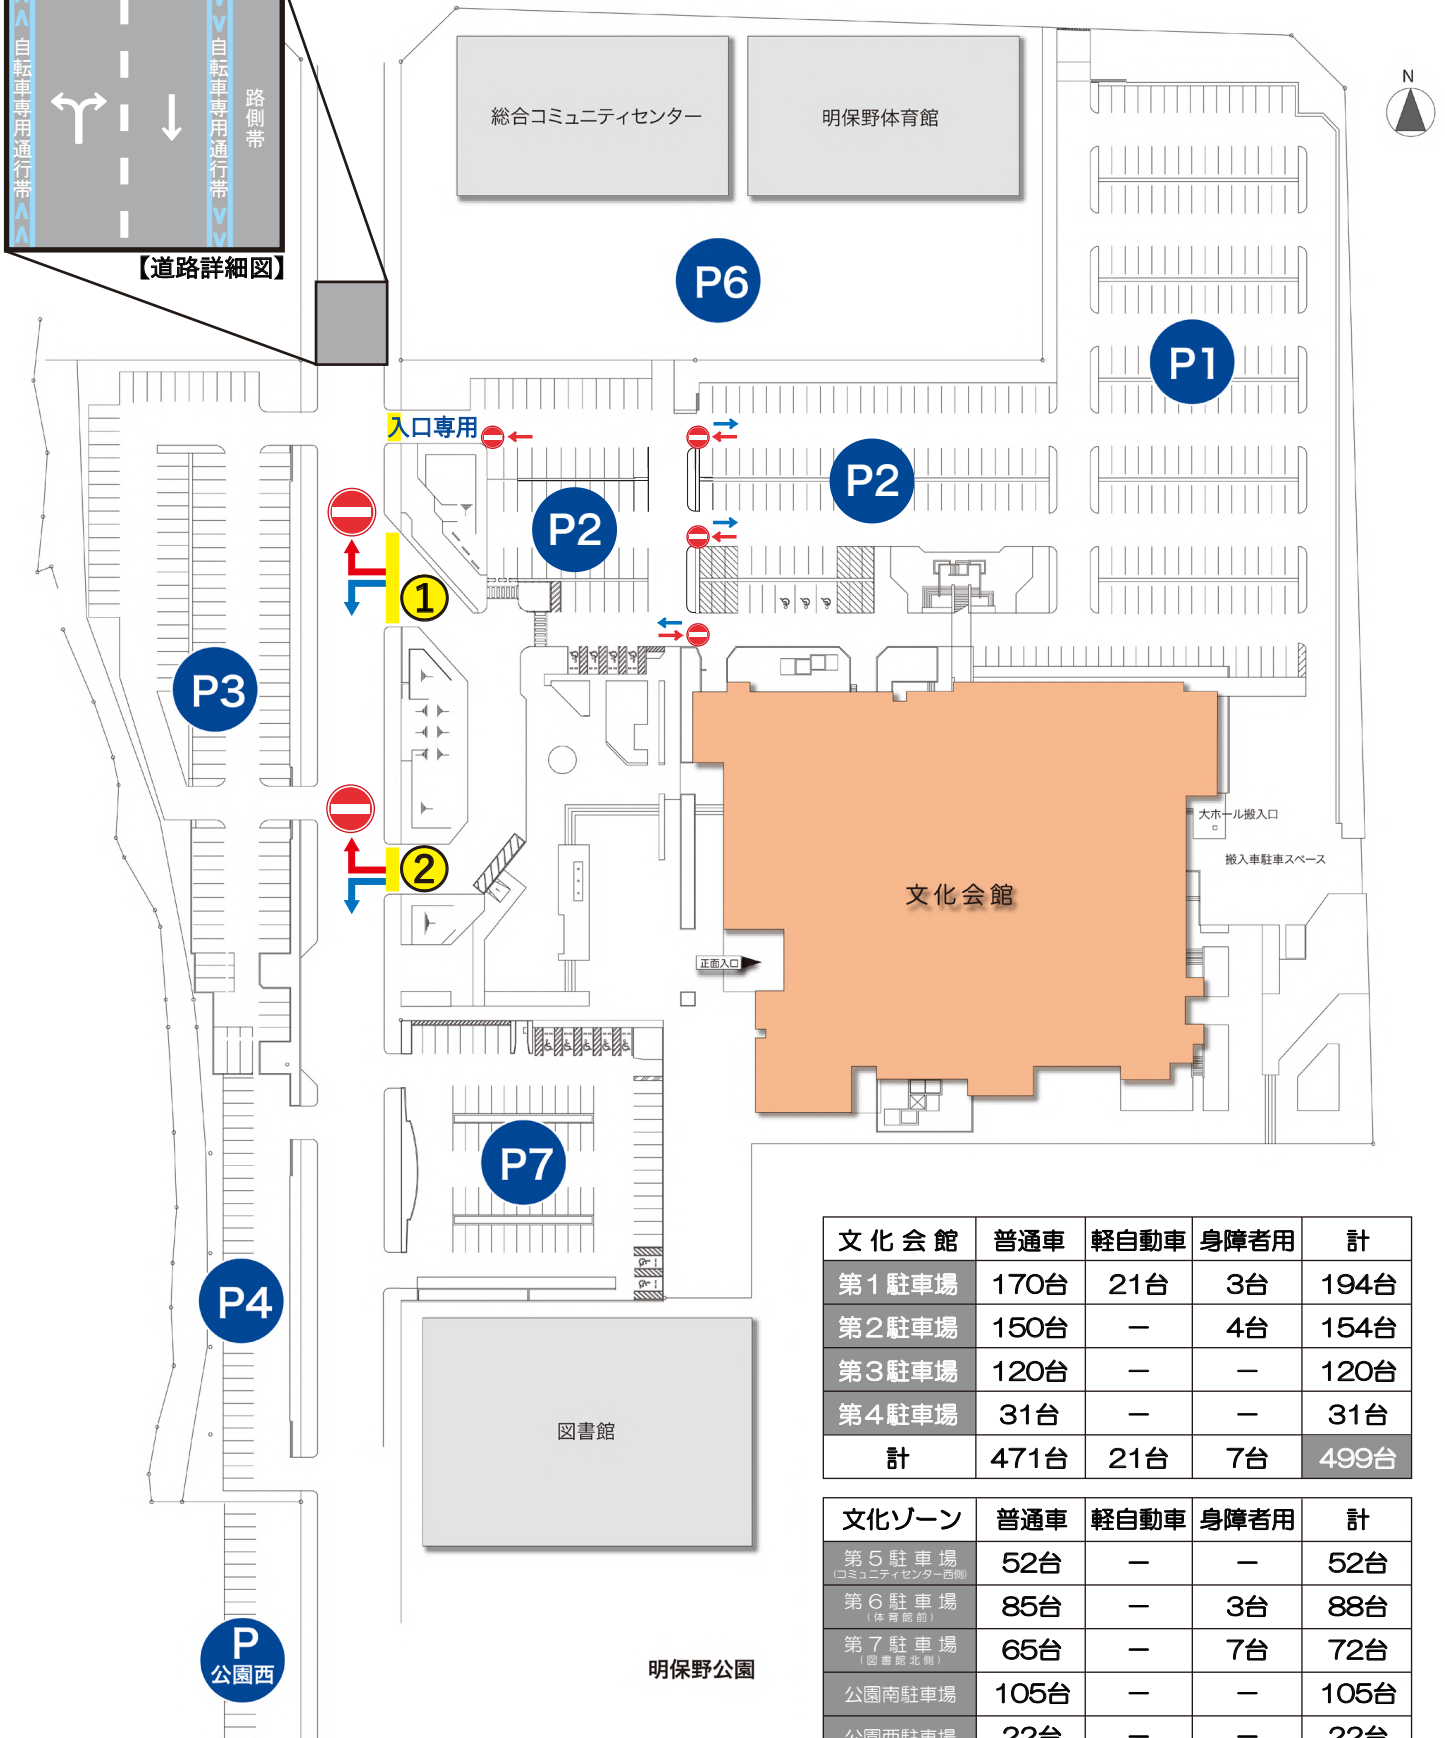 自転車専用通行帯
自転車専用通行帯
路側帯
【道路詳細図】
総合コミュニティセンター
明保野体育館
N
P6
P1
入口専用
P2
P2
1
P3
2
大ホール搬入口
搬入車駐車スペース
文化会館
正面入口
P7
P4
図書館
P
公園西
明保野公園
文化会館 普通車 軽自動車 身障者用 計
第1駐車場 170台 21台 3台 194台
第2駐車場 150台 － 4台 154台
第3駐車場 120台 － － 120台
第4駐車場 31台 － － 31台
計 471台 21台 7台 499台
文化ゾーン 普通車 軽自動車 身障者用 計
第5駐車場 52台 － － 52台
(コミュニティセンター西側)
第6駐車場 85台 － 3台 88台
(体育館前)
第7駐車場 65台 － 7台 72台
(図書館北側)
公園南駐車場 105台 － － 105台
公園西駐車場 22台 － － 22台